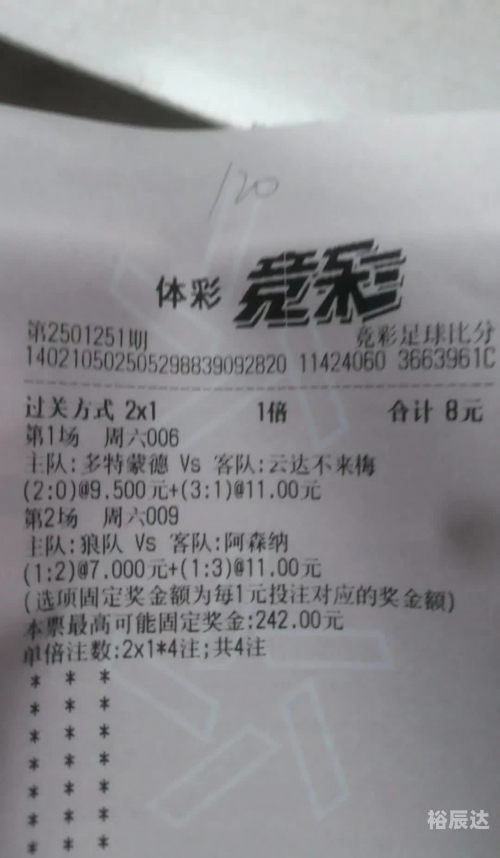 120
体彩 竞彩
第2501251期 竞彩足球比分
140210502505298839092820 11424060 3663961C
过关方式 2x1 1倍 合计 8元
第1场 周六006
主队:多特蒙德 Vs 客队:云达不来梅
(2:0)@9.500元+(3:1)@11.00元
第2场 周六009
主队:狼队 Vs 客队:阿森纳
(1:2)@7.000元+(1:3)@11.00元
(选项固定奖金额为每1元投注对应的奖金额)
本票最高可能固定奖金:242.00元
单倍注数:2x1*4注;共4注
* * *
* * *
* * *
* * *
* * *
* * *
* * *
裕辰达